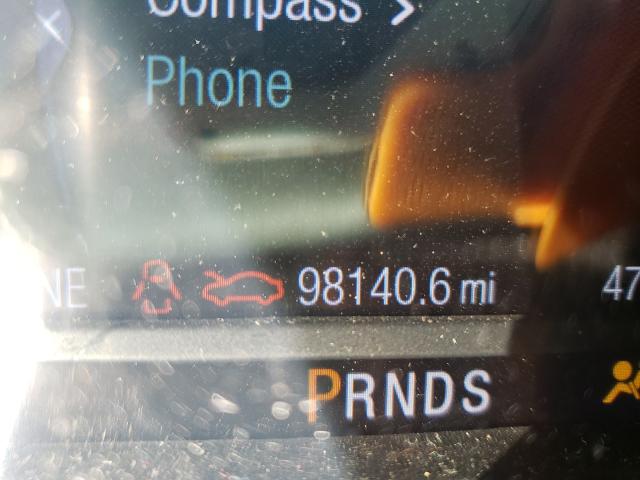 Compass >
Phone
NE 98140.6 mi 47
PRNDS